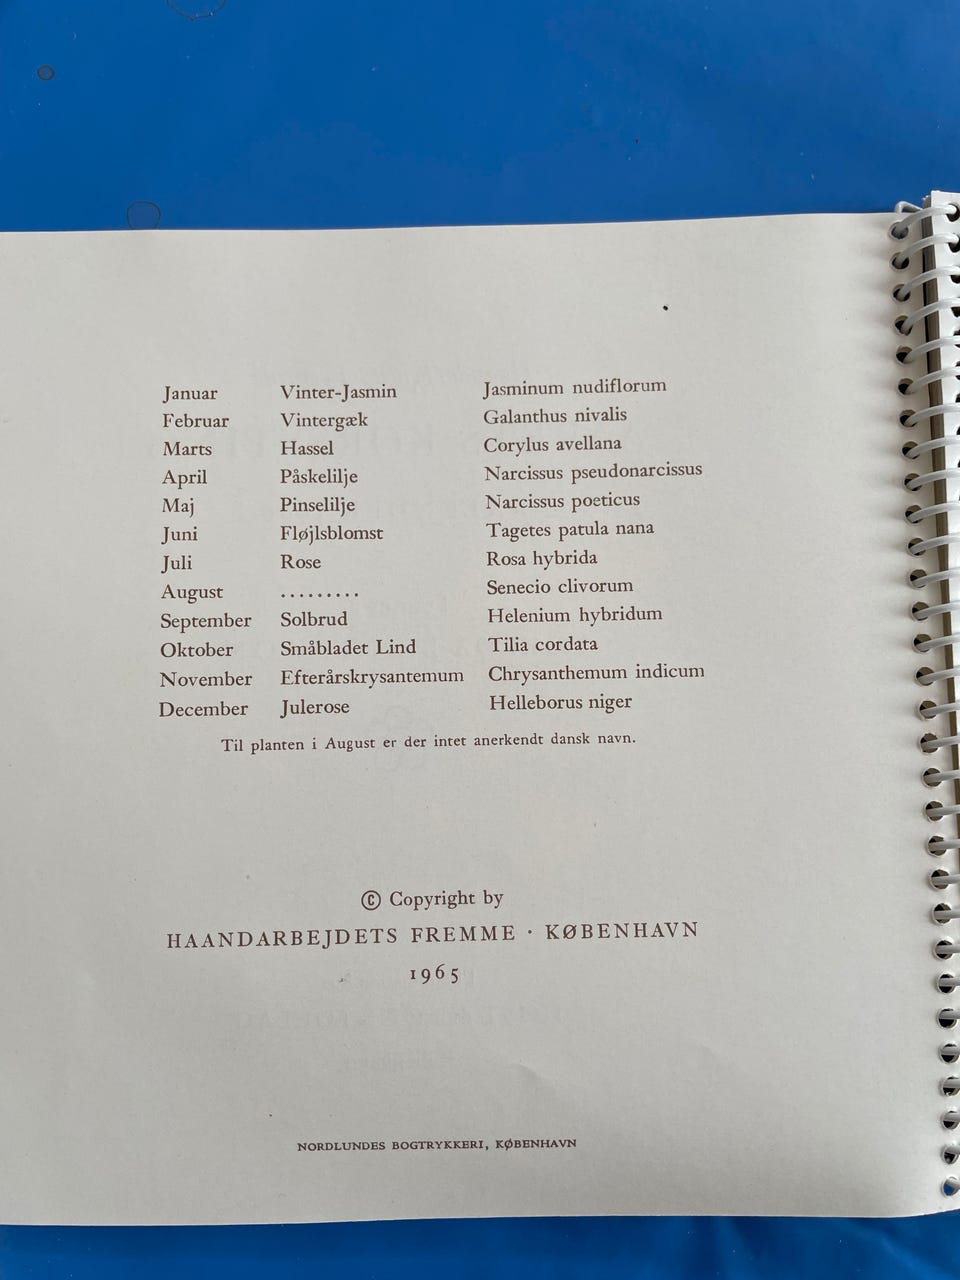 Januar Vinter-Jasmin Jasminum nudiflorum
Februar Vintergæk Galanthus nivalis
Marts Hassel Corylus avellana
April Påskelilje Narcissus pseudonarcissus
Maj Pinselilje Narcissus poeticus
Juni Fløjlsblomst Tagetes patula nana
Juli Rose Rosa hybrida
August ......... Senecio clivorum
September Solbrud Helenium hybridum
Oktober Småbladet Lind Tilia cordata
November Efterårskrysantemum Chrysanthemum indicum
December Julerose Helleborus niger
Til planten i August er der intet anerkendt dansk navn.
© Copyright by
HAANDARBEJDETS FREMME · KØBENHAVN
1965
NORDLUNDES BOGTRYKKERI, KØBENHAVN